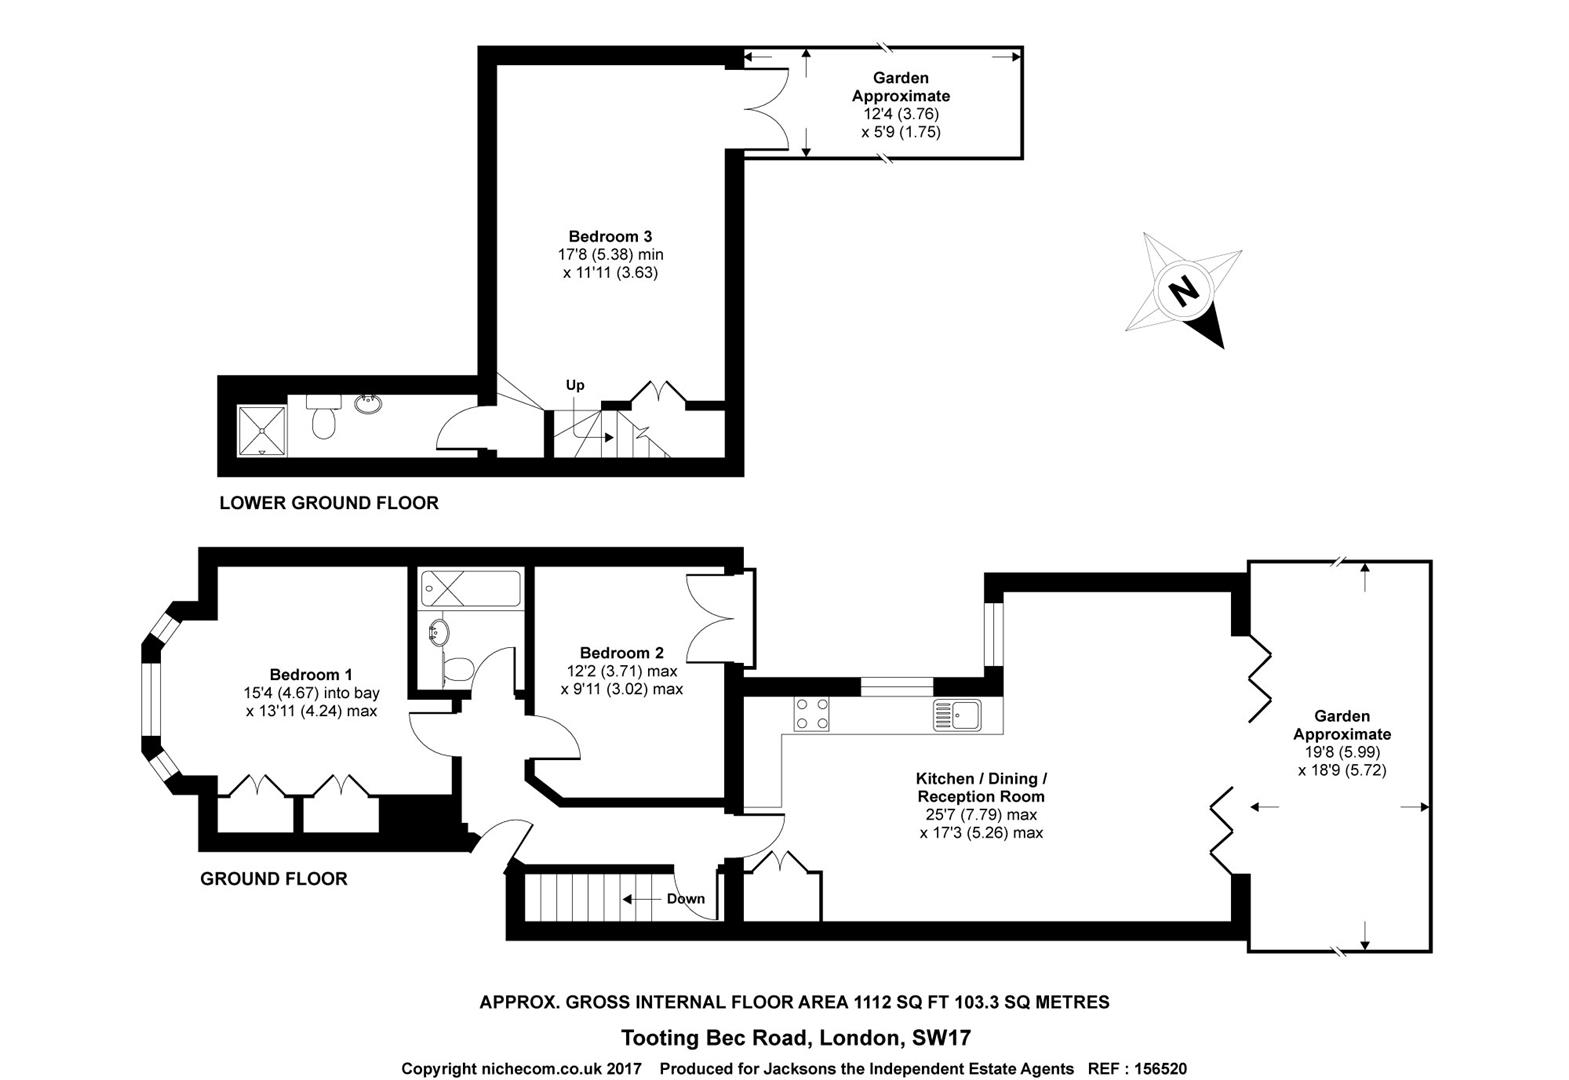 Garden
Approximate
12'4 (3.76)
x 5'9 (1.75)
Bedroom 3
17'8 (5.38) min
x 11'11 (3.63)
N
Up
LOWER GROUND FLOOR
Bedroom 1
15'4 (4.67) into bay
x 13'11 (4.24) max
Bedroom 2
12'2 (3.71) max
x 9'11 (3.02) max
Kitchen / Dining /
Reception Room
25'7 (7.79) max
x 17'3 (5.26) max
Garden
Approximate
19'8 (5.99)
x 18'9 (5.72)
GROUND FLOOR
Down
APPROX. GROSS INTERNAL FLOOR AREA 1112 SQ FT 103.3 SQ METRES
Tooting Bec Road, London, SW17
Copyright nichecom.co.uk 2017 Produced for Jacksons the Independent Estate Agents REF : 156520